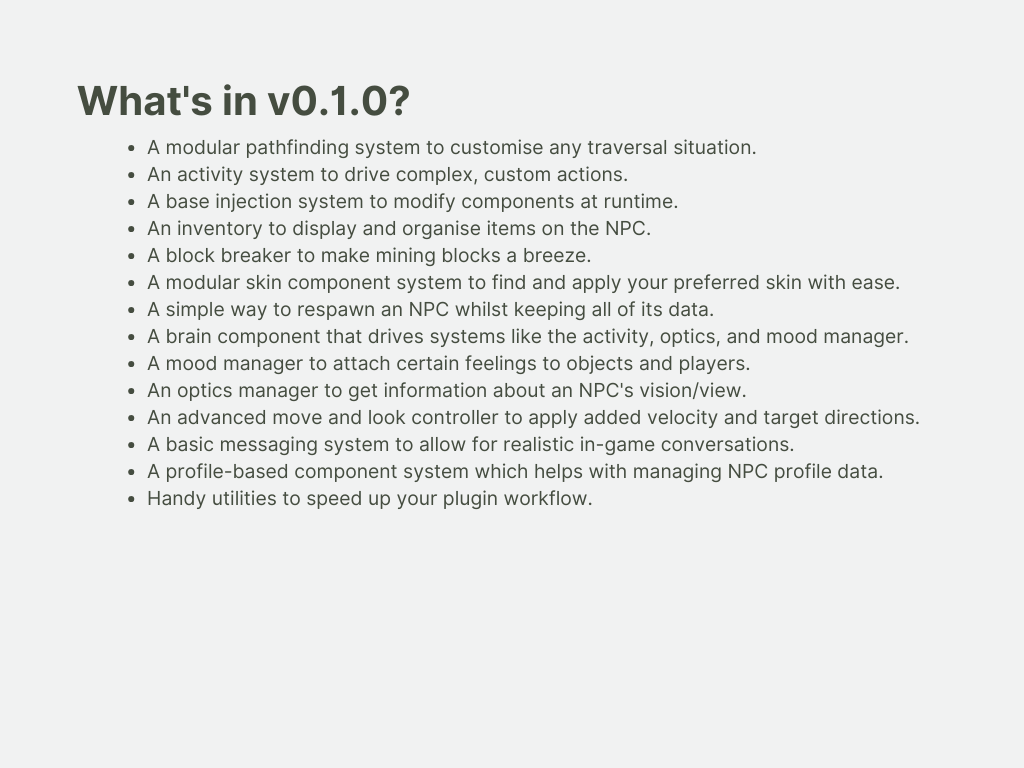 What's in v0.1.0?
• A modular pathfinding system to customise any traversal situation.
• An activity system to drive complex, custom actions.
• A base injection system to modify components at runtime.
• An inventory to display and organise items on the NPC.
• A block breaker to make mining blocks a breeze.
• A modular skin component system to find and apply your preferred skin with ease.
• A simple way to respawn an NPC whilst keeping all of its data.
• A brain component that drives systems like the activity, optics, and mood manager.
• A mood manager to attach certain feelings to objects and players.
• An optics manager to get information about an NPC's vision/view.
• An advanced move and look controller to apply added velocity and target directions.
• A basic messaging system to allow for realistic in-game conversations.
• A profile-based component system which helps with managing NPC profile data.
• Handy utilities to speed up your plugin workflow.